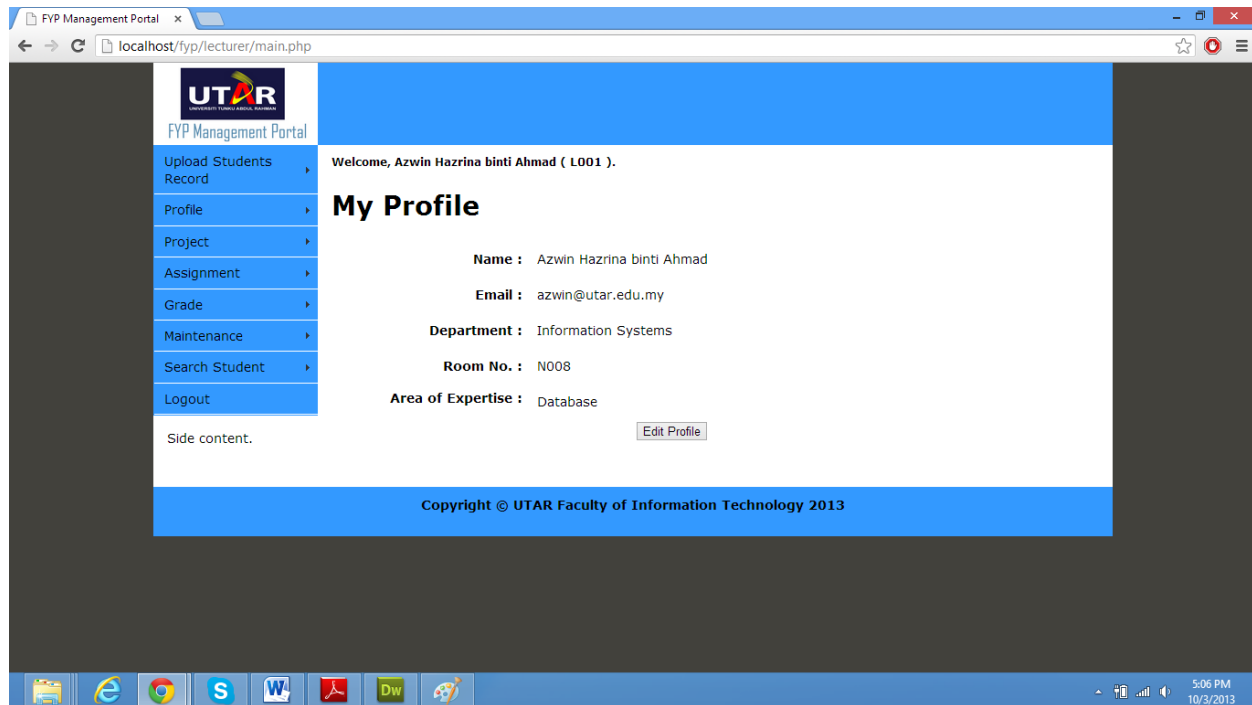 FYP Management Portal
localhost/fyp/lecturer/main.php
UTAR
UNIVERSITI TUNKU ABDUL RAHMAN
FYP Management Portal
Upload Students
Record
Profile
Project
Assignment
Grade
Maintenance
Search Student
Logout
Side content.
Welcome, Azwin Hazrina binti Ahmad ( L001 ).
My Profile
Name : Azwin Hazrina binti Ahmad
Email : azwin@utar.edu.my
Department : Information Systems
Room No. : N008
Area of Expertise : Database
Edit Profile
Copyright © UTAR Faculty of Information Technology 2013
S
W
Dw
5:06 PM
10/3/2013